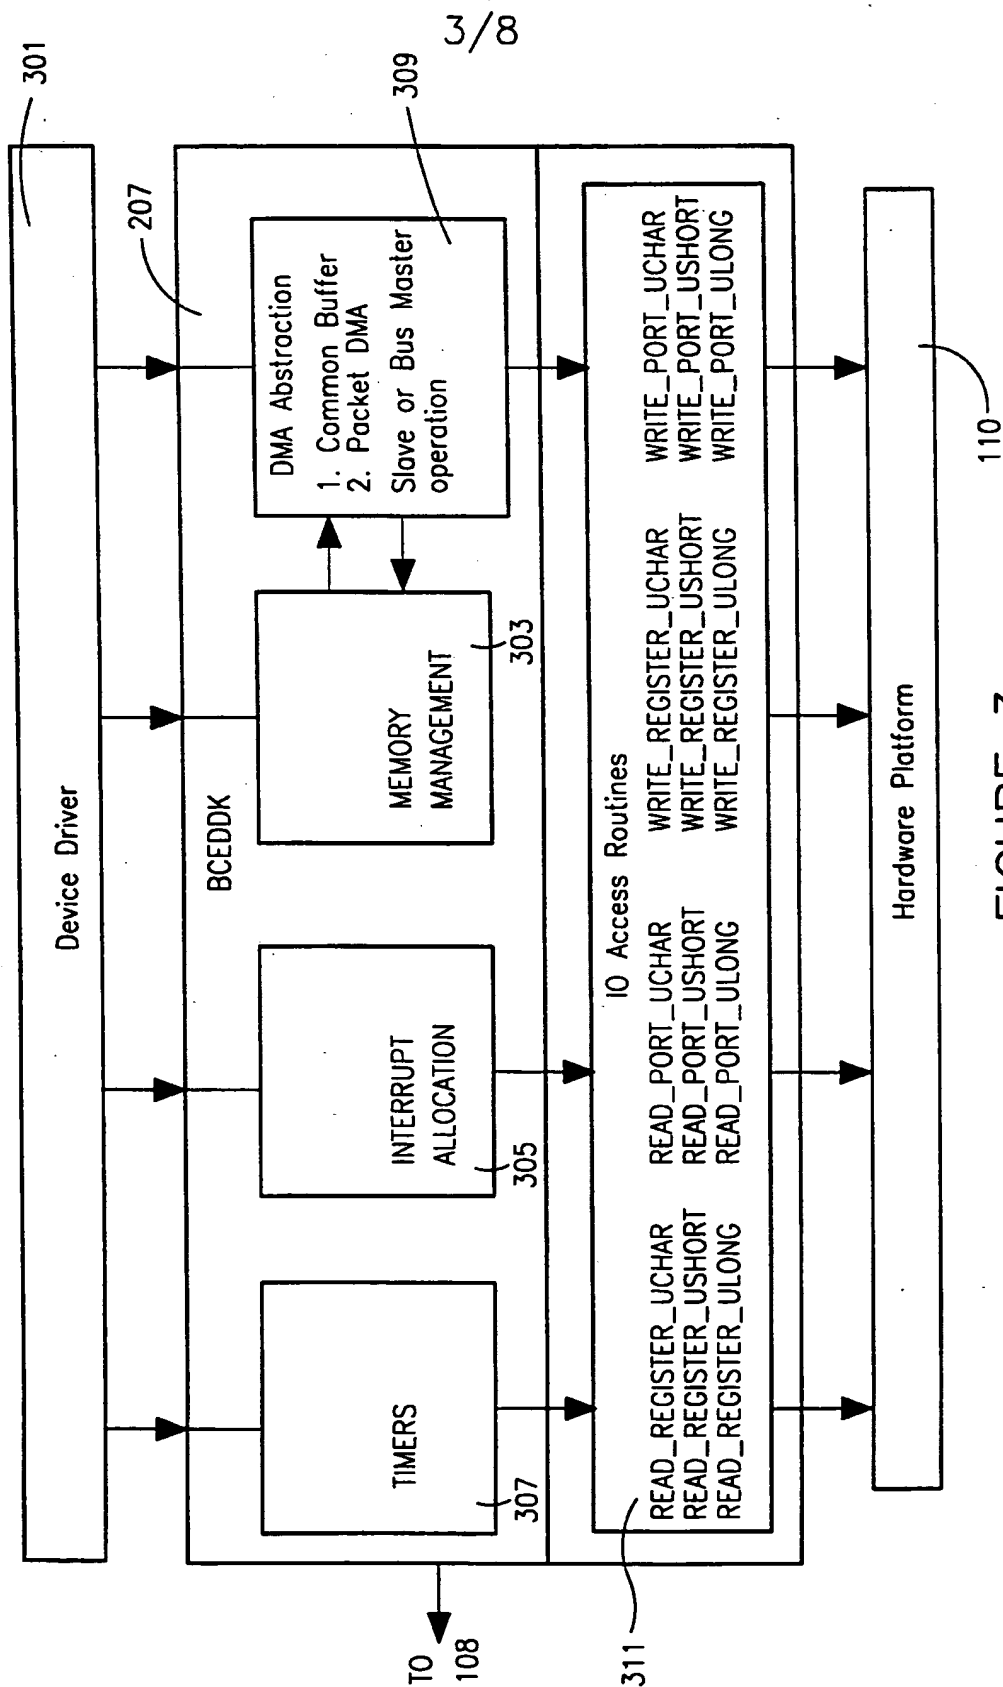 3/8
301
Device Driver
207
BCEDDK
TIMERS
307
INTERRUPT
ALLOCATION
305
MEMORY
MANAGEMENT
303
DMA Abstraction
1. Common Buffer
2. Packet DMA
Slave or Bus Master
operation
309
TO
108
IO Access Routines
READ_REGISTER_UCHAR
READ_REGISTER_USHORT
READ_REGISTER_ULONG
READ_PORT_UCHAR
READ_PORT_USHORT
READ_PORT_ULONG
WRITE_REGISTER_UCHAR
WRITE_REGISTER_USHORT
WRITE_REGISTER_ULONG
WRITE_PORT_UCHAR
WRITE_PORT_USHORT
WRITE_PORT_ULONG
311
Hardware Platform
110
FIGURE